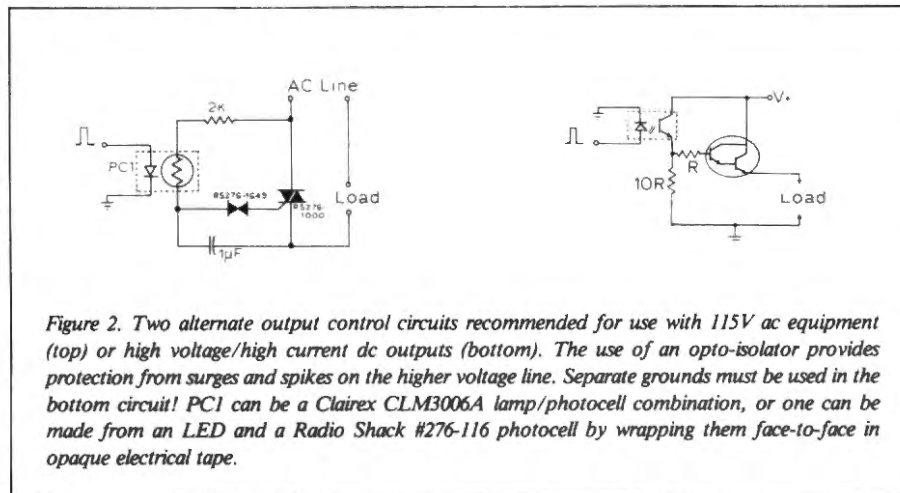 AC Line
2K
PC1
RS276-1649
RS276-
1000
Load
1µF
V+
R
10R
Load
Figure 2. Two alternate output control circuits recommended for use with 115V ac equipment
(top) or high voltage/high current dc outputs (bottom). The use of an opto-isolator provides
protection from surges and spikes on the higher voltage line. Separate grounds must be used in the
bottom circuit! PC1 can be a Clairex CLM3006A lamp/photocell combination, or one can be
made from an LED and a Radio Shack #276-116 photocell by wrapping them face-to-face in
opaque electrical tape.